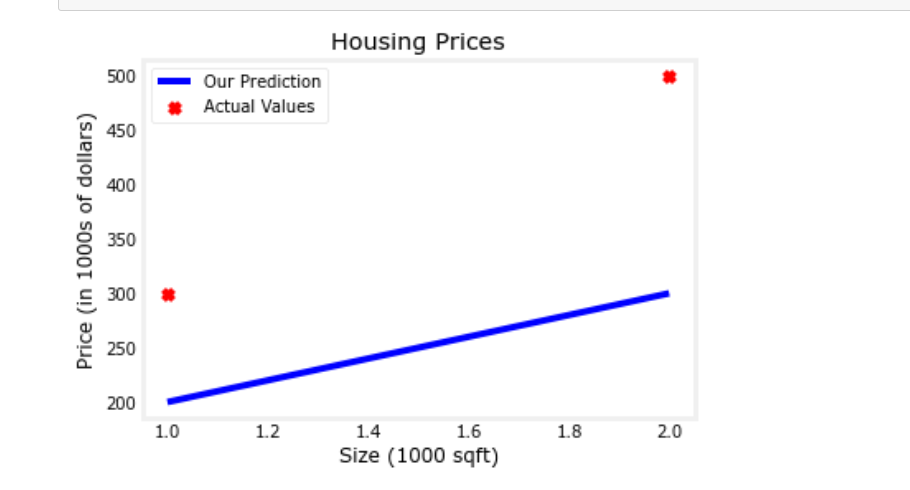 Housing Prices
Our Prediction
Actual Values
500
450
400
350
300
250
200
Price (in 1000s of dollars)
1.0 1.2 1.4 1.6 1.8 2.0
Size (1000 sqft)